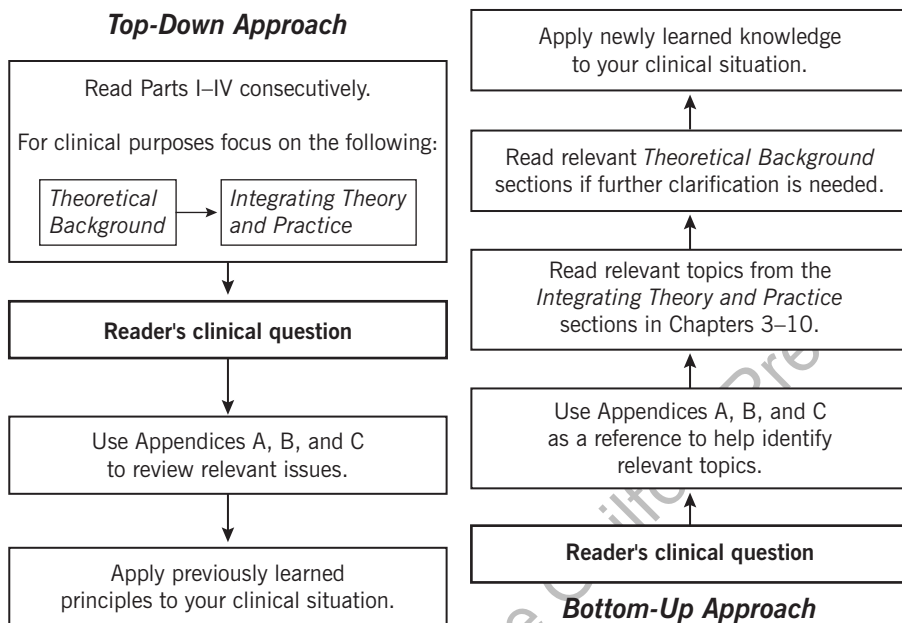 Top-Down Approach
Read Parts I–IV consecutively.
For clinical purposes focus on the following:
Theoretical
Background
Integrating Theory
and Practice
Reader's clinical question
Use Appendices A, B, and C
to review relevant issues.
Apply previously learned
principles to your clinical situation.
Apply newly learned knowledge
to your clinical situation.
Read relevant Theoretical Background
sections if further clarification is needed.
Read relevant topics from the
Integrating Theory and Practice
sections in Chapters 3–10.
Use Appendices A, B, and C
as a reference to help identify
relevant topics.
Reader's clinical question
Bottom-Up Approach